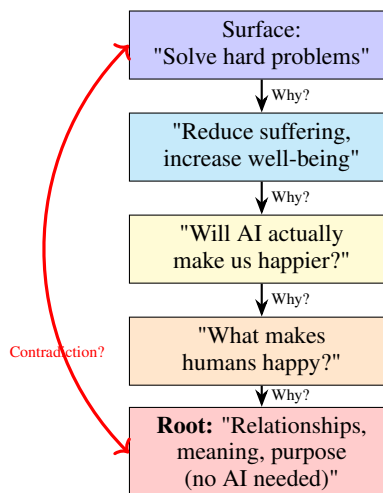 Surface:
"Solve hard problems"
Why?
"Reduce suffering,
increase well-being"
Why?
"Will AI actually
make us happier?"
Why?
"What makes
humans happy?"
Contradiction?
Why?
Root: "Relationships,
meaning, purpose
(no AI needed)"